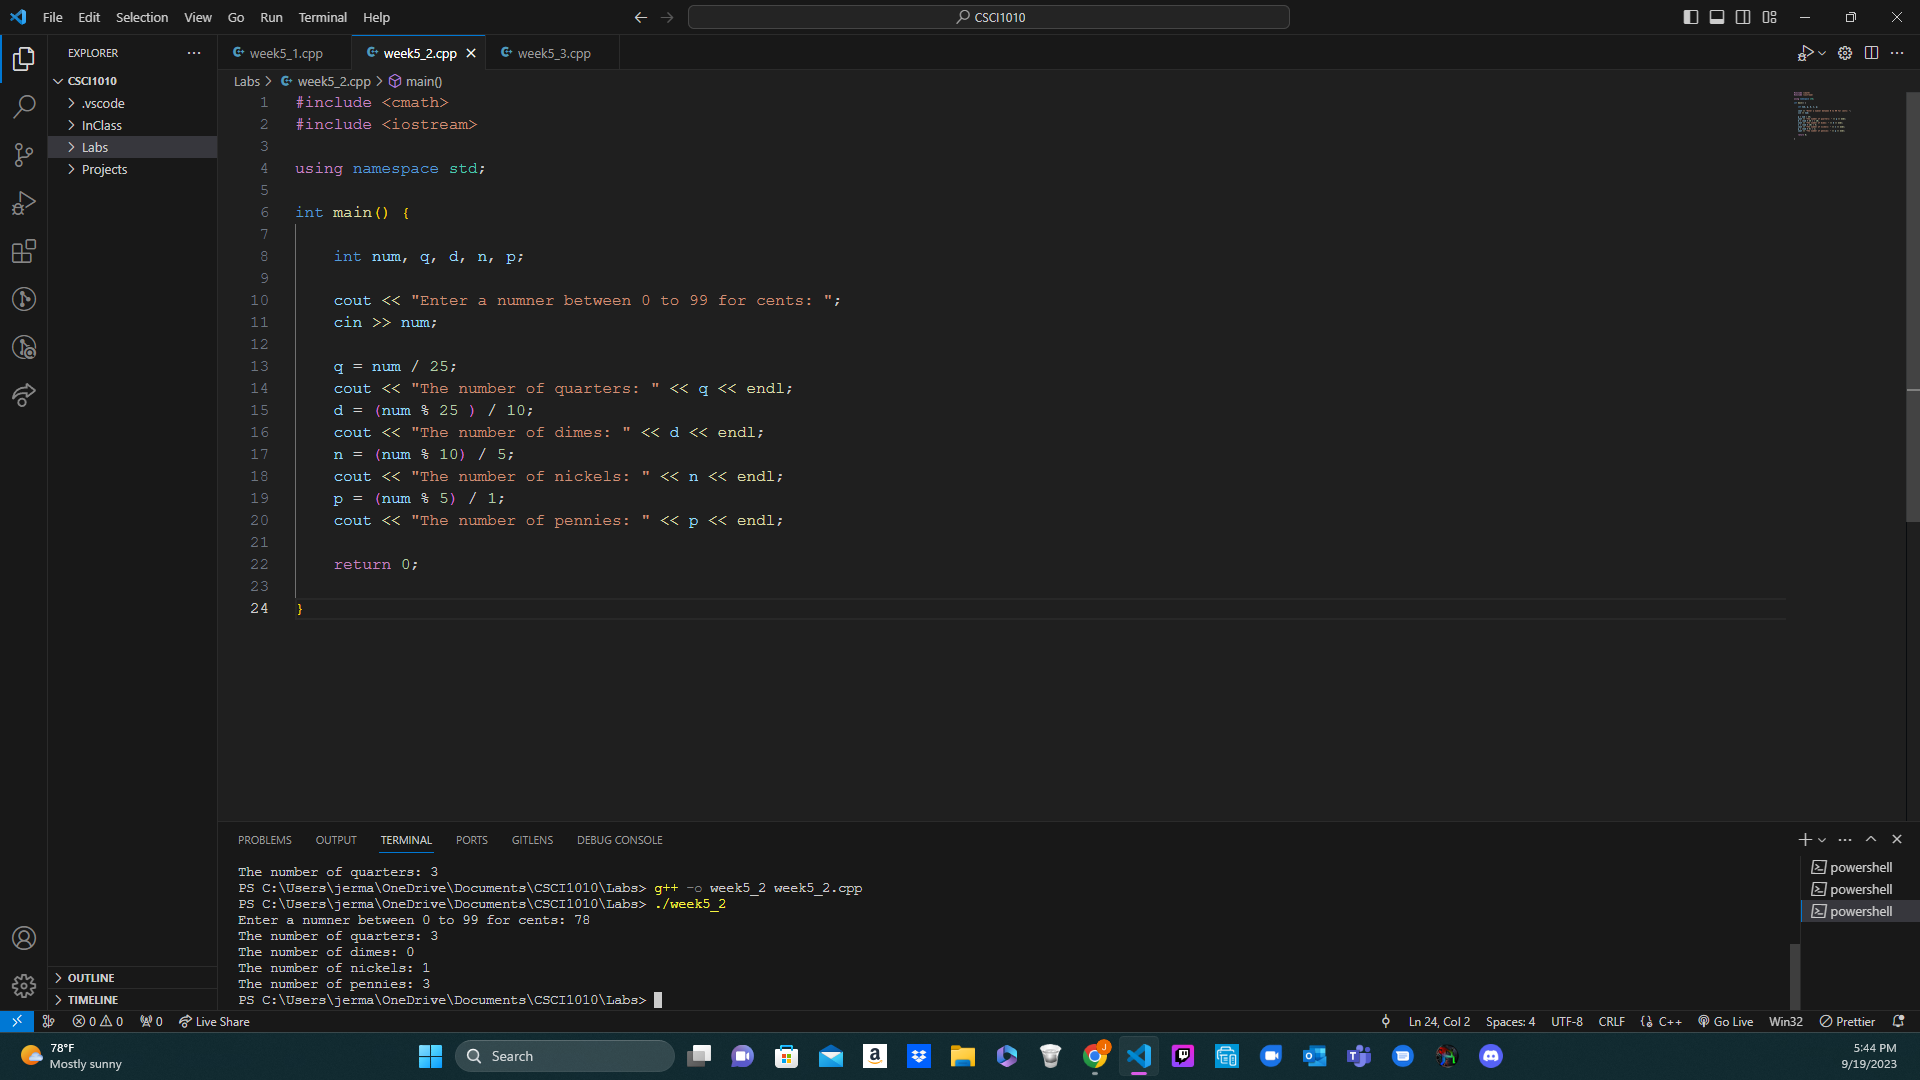 File Edit Selection View Go Run Terminal Help
CSCI1010
EXPLORER
week5_1.cpp
week5_2.cpp
week5_3.cpp
CSCI1010
.vscode
InClass
Labs
Projects
OUTLINE
TIMELINE
Labs > week5_2.cpp > main()
1 #include <cmath>
2 #include <iostream>
3
4 using namespace std;
5
6 int main() {
7
8 int num, q, d, n, p;
9
10 cout << "Enter a numner between 0 to 99 for cents: ";
11 cin >> num;
12
13 q = num / 25;
14 cout << "The number of quarters: " << q << endl;
15 d = (num % 25 ) / 10;
16 cout << "The number of dimes: " << d << endl;
17 n = (num % 10) / 5;
18 cout << "The number of nickels: " << n << endl;
19 p = (num % 5) / 1;
20 cout << "The number of pennies: " << p << endl;
21
22 return 0;
23
24 }
PROBLEMS OUTPUT TERMINAL PORTS GITLENS DEBUG CONSOLE
The number of quarters: 3
PS C:\Users\jerma\OneDrive\Documents\CSCI1010\Labs> g++ -o week5_2 week5_2.cpp
PS C:\Users\jerma\OneDrive\Documents\CSCI1010\Labs> ./week5_2
Enter a numner between 0 to 99 for cents: 78
The number of quarters: 3
The number of dimes: 0
The number of nickels: 1
The number of pennies: 3
PS C:\Users\jerma\OneDrive\Documents\CSCI1010\Labs>
powershell
powershell
powershell
0 0 0 Live Share Ln 24, Col 2 Spaces: 4 UTF-8 CRLF {} C++ Go Live Win32 Prettier
78°F
Mostly sunny
Search
5:44 PM
9/19/2023